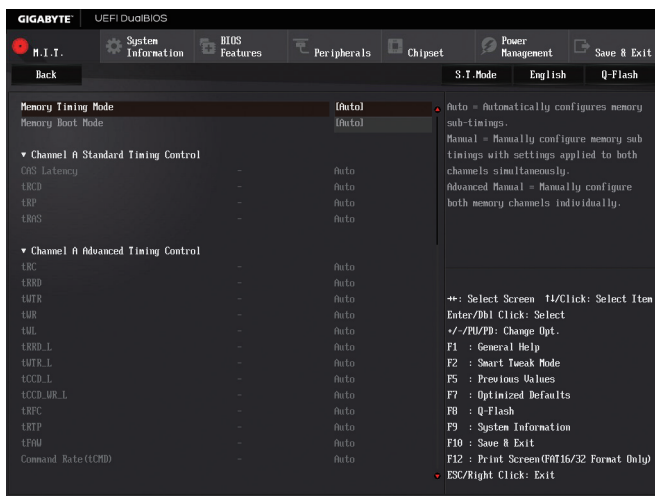 GIGABYTE™ UEFI DualBIOS
M.I.T.
System Information
BIOS Features
Peripherals
Chipset
Power Management
Save & Exit
Back
S.T.Mode English Q-Flash
Memory Timing Mode [Auto]
Memory Boot Mode [Auto]
▼ Channel A Standard Timing Control
CAS Latency - Auto
tRCD - Auto
tRP - Auto
tRAS - Auto
▼ Channel A Advanced Timing Control
tRC - Auto
tRRD - Auto
tWTR - Auto
tWR - Auto
tWL - Auto
tRRD_L - Auto
tWTR_L - Auto
tCCD_L - Auto
tCCD_WR_L - Auto
tRFC - Auto
tRTP - Auto
tFAW - Auto
Command Rate(tCMD) - Auto
Auto = Automatically configures memory
sub-timings.
Manual = Manually configure memory sub
timings with settings applied to both
channels simultaneously.
Advanced Manual = Manually configure
both memory channels individually.
→←: Select Screen ↑↓/Click: Select Item
Enter/Dbl Click: Select
+/-/PU/PD: Change Opt.
F1 : General Help
F2 : Smart Tweak Mode
F5 : Previous Values
F7 : Optimized Defaults
F8 : Q-Flash
F9 : System Information
F10 : Save & Exit
F12 : Print Screen(FAT16/32 Format Only)
ESC/Right Click: Exit